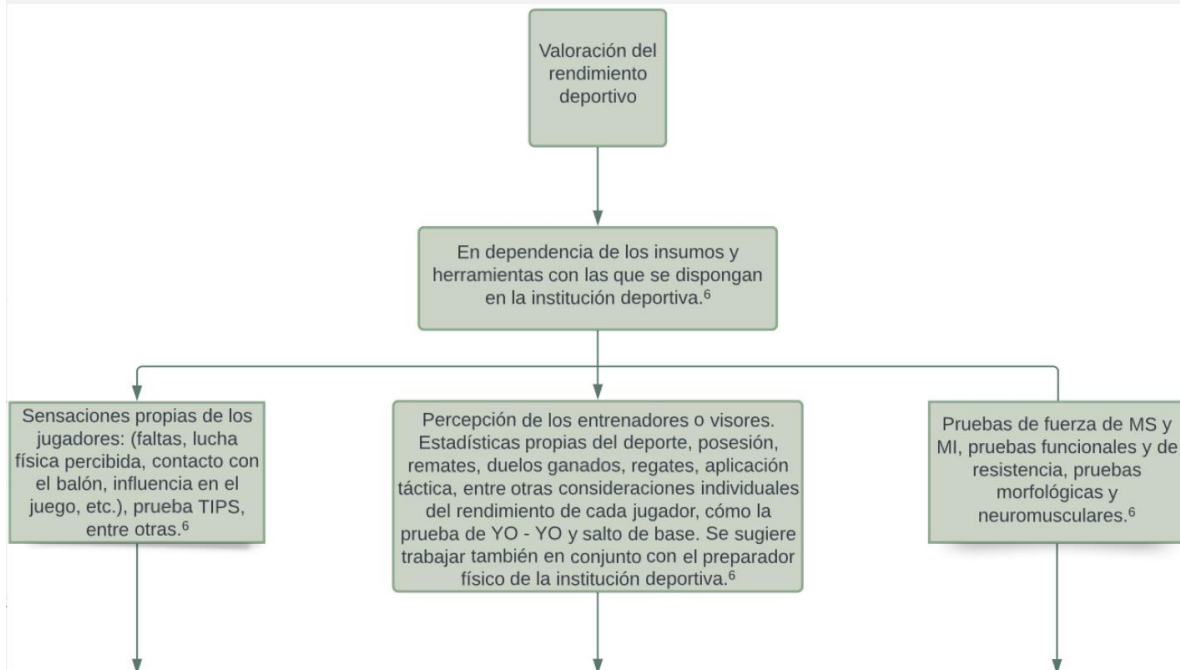 Valoración del
rendimiento
deportivo
En dependencia de los insumos y
herramientas con las que se dispongan
en la institución deportiva.⁶
Sensaciones propias de los
jugadores: (faltas, lucha
física percibida, contacto con
el balón, influencia en el
juego, etc.), prueba TIPS,
entre otras.⁶
Percepción de los entrenadores o visores.
Estadísticas propias del deporte, posesión,
remates, duelos ganados, regates, aplicación
táctica, entre otras consideraciones individuales
del rendimiento de cada jugador, cómo la
prueba de YO - YO y salto de base. Se sugiere
trabajar también en conjunto con el preparador
físico de la institución deportiva.⁶
Pruebas de fuerza de MS y
MI, pruebas funcionales y de
resistencia, pruebas
morfológicas y
neuromusculares.⁶